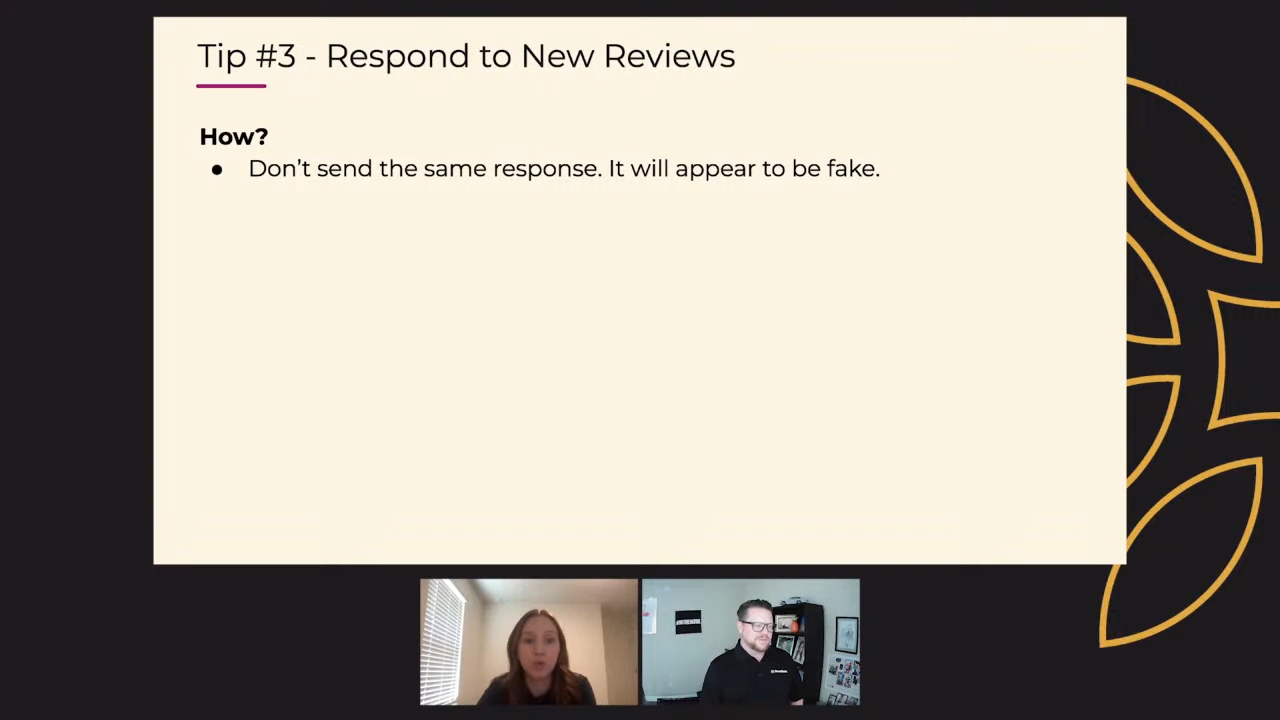 Tip #3 - Respond to New Reviews
How?
● Don't send the same response. It will appear to be fake.